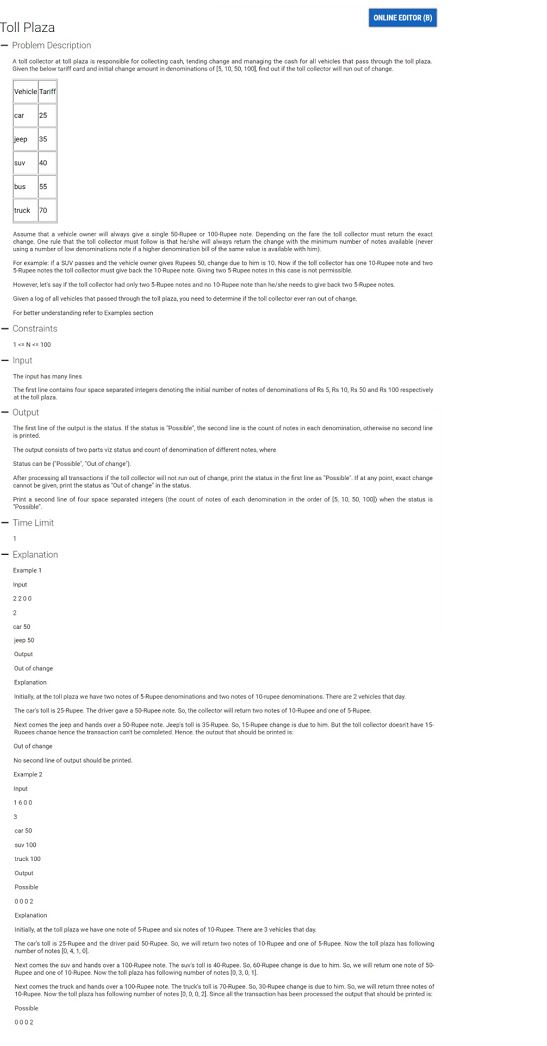 ONLINE EDITOR (B)
Toll Plaza
— Problem Description
A toll collector at toll plaza is responsible for collecting cash, tending change and managing the cash for all vehicles that pass through the toll plaza.
Given the below tariff card and initial change amount in denominations of [5, 10, 50, 100], find out if the toll collector will run out of change.
Vehicle Tariff
car 25
jeep 35
suv 40
bus 55
truck 70
Assume that a vehicle owner will always give a single 50-Rupee or 100-Rupee note. Depending on the fare the toll collector must return the exact
change. One rule that the toll collector must follow is that he/she will always return the change with the minimum number of notes available (never
using a number of low denominations note if a higher denomination bill of the same value is available with him).
For example: if a SUV passes and the vehicle owner gives Rupees 50, change due to him is 10. Now if the toll collector has one 10-Rupee note and two
5-Rupee notes the toll collector must give back the 10-Rupee note. Giving two 5-Rupee notes in this case is not permissible.
However, let's say if the toll collector had only two 5-Rupee notes and no 10-Rupee note than he/she needs to give back two 5-Rupee notes.
Given a log of all vehicles that passed through the toll plaza, you need to determine if the toll collector ever ran out of change.
For better understanding refer to Examples section
— Constraints
1 <= N <= 100
— Input
The input has many lines
The first line contains four space separated integers denoting the initial number of notes of denominations of Rs 5, Rs 10, Rs 50 and Rs 100 respectively
at the toll plaza.
— Output
The first line of the output is the status. If the status is "Possible", the second line is the count of notes in each denomination, otherwise no second line
is printed.
The output consists of two parts viz status and count of denomination of different notes, where
Status can be ("Possible", "Out of change").
After processing all transactions if the toll collector will not run out of change, print the status in the first line as "Possible". If at any point, exact change
cannot be given, print the status as "Out of change" in the status.
Print a second line of four space separated integers (the count of notes of each denomination in the order of [5, 10, 50, 100]) when the status is
"Possible".
— Time Limit
1
— Explanation
Example 1
Input
2 2 0 0
2
car 50
jeep 50
Output
Out of change
Explanation
Initially, at the toll plaza we have two notes of 5-Rupee denominations and two notes of 10-rupee denominations. There are 2 vehicles that day.
The car's toll is 25-Rupee. The driver gave a 50-Rupee note. So, the collector will return two notes of 10-Rupee and one of 5-Rupee.
Next comes the jeep and hands over a 50-Rupee note. Jeep's toll is 35-Rupee. So, 15-Rupee change is due to him. But the toll collector doesn't have 15-
Rupees change hence the transaction can't be completed. Hence, the output that should be printed is:
Out of change
No second line of output should be printed.
Example 2
Input
1 6 0 0
3
car 50
suv 100
truck 100
Output
Possible
0 0 0 2
Explanation
Initially, at the toll plaza we have one note of 5-Rupee and six notes of 10-Rupee. There are 3 vehicles that day.
The car's toll is 25-Rupee and the driver paid 50-Rupee. So, we will return two notes of 10-Rupee and one of 5-Rupee. Now the toll plaza has following
number of notes [0, 4, 1, 0].
Next comes the suv and hands over a 100-Rupee note. The suv's toll is 40-Rupee. So, 60-Rupee change is due to him. So, we will return one note of 50-
Rupee and one of 10-Rupee. Now the toll plaza has following number of notes [0, 3, 0, 1].
Next comes the truck and hands over a 100-Rupee note. The truck's toll is 70-Rupee. So, 30-Rupee change is due to him. So, we will return three notes of
10-Rupee. Now the toll plaza has following number of notes [0, 0, 0, 2]. Since all the transaction has been processed the output that should be printed is:
Possible
0 0 0 2